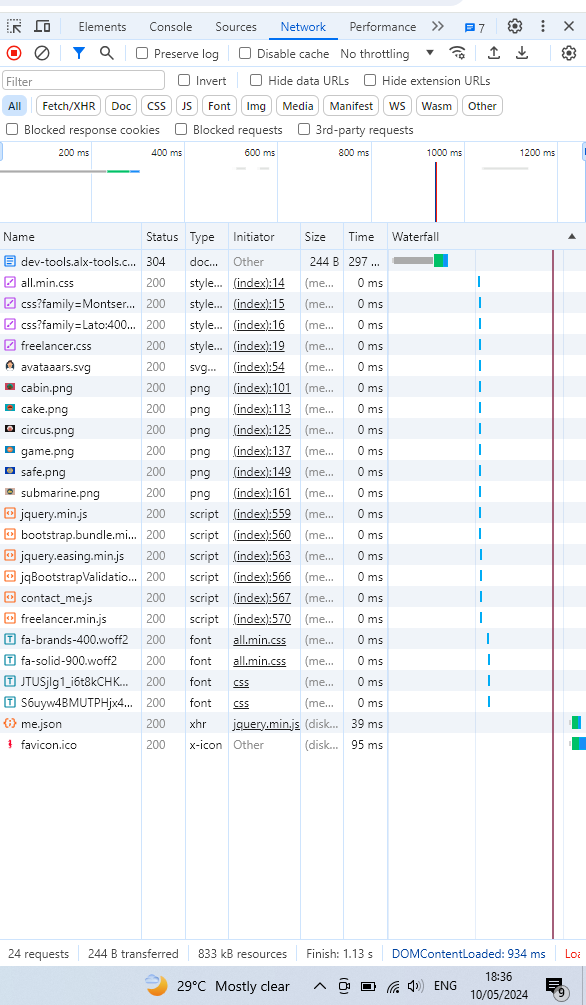 Elements Console Sources Network Performance 7
Preserve log Disable cache No throttling
Filter Invert Hide data URLs Hide extension URLs
All Fetch/XHR Doc CSS JS Font Img Media Manifest WS Wasm Other
Blocked response cookies Blocked requests 3rd-party requests
200 ms 400 ms 600 ms 800 ms 1000 ms 1200 ms
Name Status Type Initiator Size Time Waterfall
dev-tools.alx-tools.c... 304 doc... Other 244 B 297 ...
all.min.css 200 style... (index):14 (me... 0 ms
css?family=Montser... 200 style... (index):15 (me... 0 ms
css?family=Lato:400... 200 style... (index):16 (me... 0 ms
freelancer.css 200 style... (index):19 (me... 0 ms
avataaars.svg 200 svg... (index):54 (me... 0 ms
cabin.png 200 png (index):101 (me... 0 ms
cake.png 200 png (index):113 (me... 0 ms
circus.png 200 png (index):125 (me... 0 ms
game.png 200 png (index):137 (me... 0 ms
safe.png 200 png (index):149 (me... 0 ms
submarine.png 200 png (index):161 (me... 0 ms
jquery.min.js 200 script (index):559 (me... 0 ms
bootstrap.bundle.mi... 200 script (index):560 (me... 0 ms
jquery.easing.min.js 200 script (index):563 (me... 0 ms
jqBootstrapValidatio... 200 script (index):566 (me... 0 ms
contact_me.js 200 script (index):567 (me... 0 ms
freelancer.min.js 200 script (index):570 (me... 0 ms
fa-brands-400.woff2 200 font all.min.css (me... 0 ms
fa-solid-900.woff2 200 font all.min.css (me... 0 ms
JTUSjIg1_i6t8kCHK... 200 font css (me... 0 ms
S6uyw4BMUTPHjx4... 200 font css (me... 0 ms
me.json 200 xhr jquery.min.js (disk... 39 ms
favicon.ico 200 x-icon Other (disk... 95 ms
24 requests 244 B transferred 833 kB resources Finish: 1.13 s DOMContentLoaded: 934 ms Loa
29°C Mostly clear ENG 18:36
10/05/2024 9